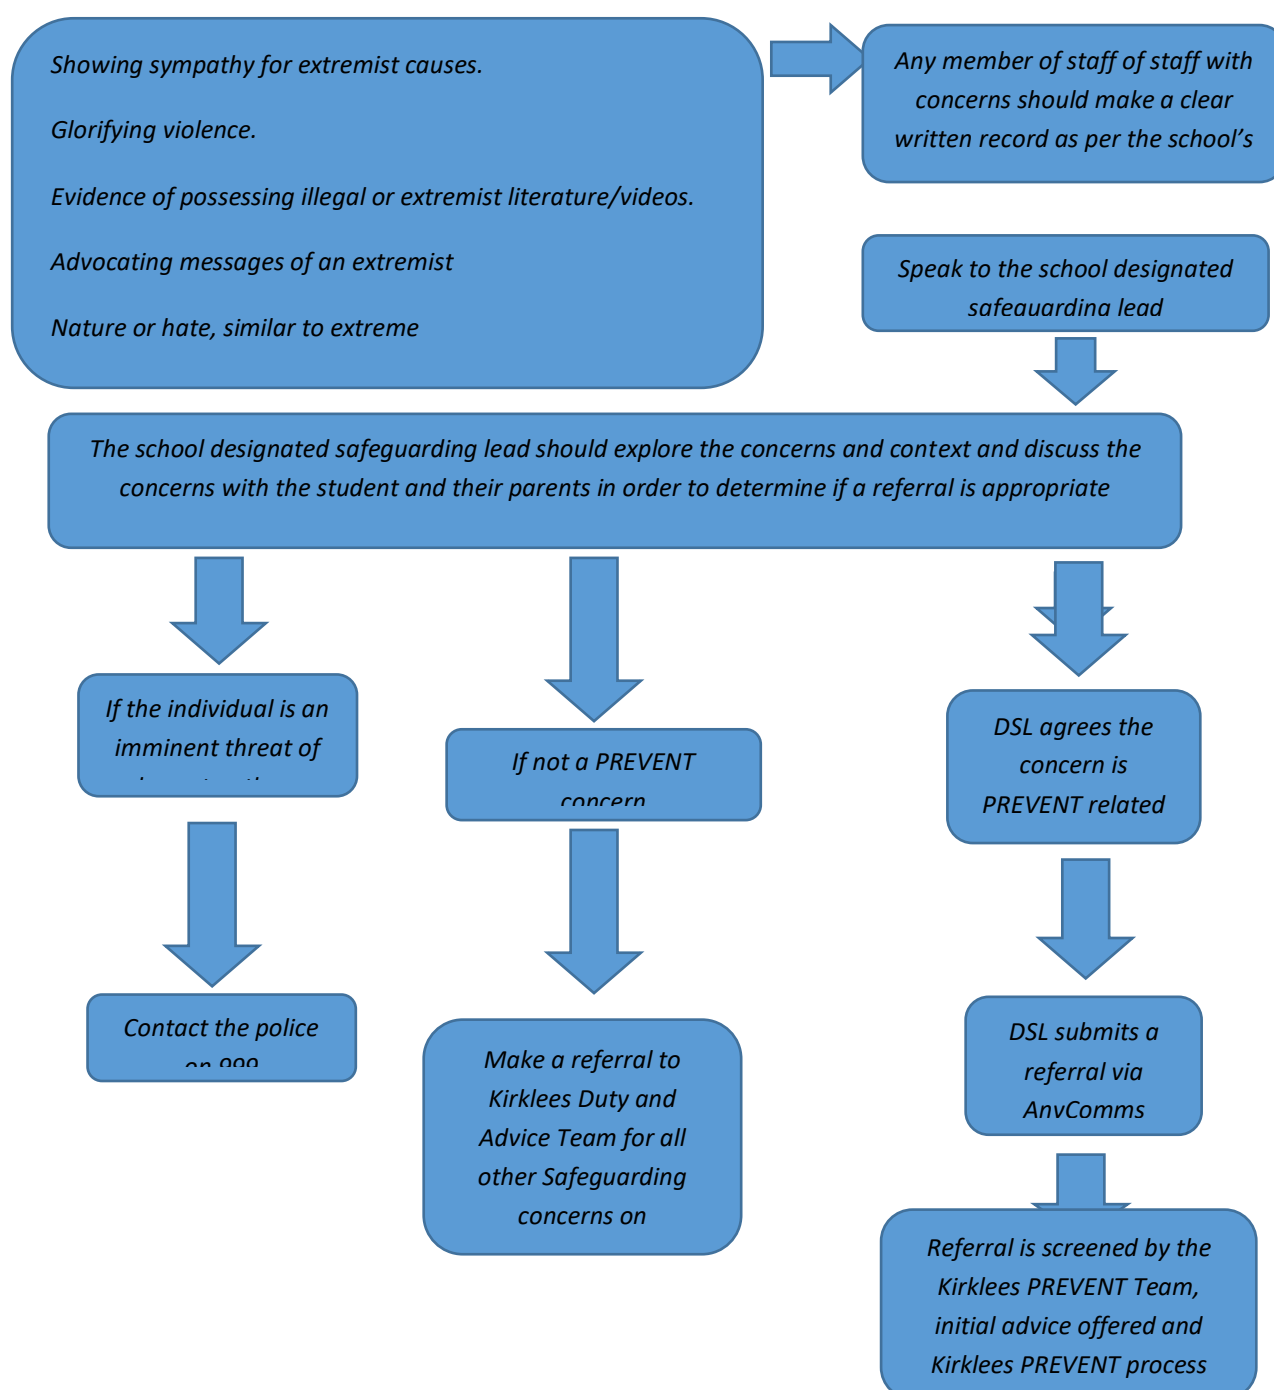 Showing sympathy for extremist causes.
Glorifying violence.
Evidence of possessing illegal or extremist literature/videos.
Advocating messages of an extremist
Nature or hate, similar to extreme
Any member of staff of staff with
concerns should make a clear
written record as per the school’s
Speak to the school designated
safeguarding lead
The school designated safeguarding lead should explore the concerns and context and discuss the
concerns with the student and their parents in order to determine if a referral is appropriate
If the individual is an
imminent threat of
Contact the police
on 999
If not a PREVENT
concern
Make a referral to
Kirklees Duty and
Advice Team for all
other Safeguarding
concerns on
DSL agrees the
concern is
PREVENT related
DSL submits a
referral via
AnyComms
Referral is screened by the
Kirklees PREVENT Team,
initial advice offered and
Kirklees PREVENT process